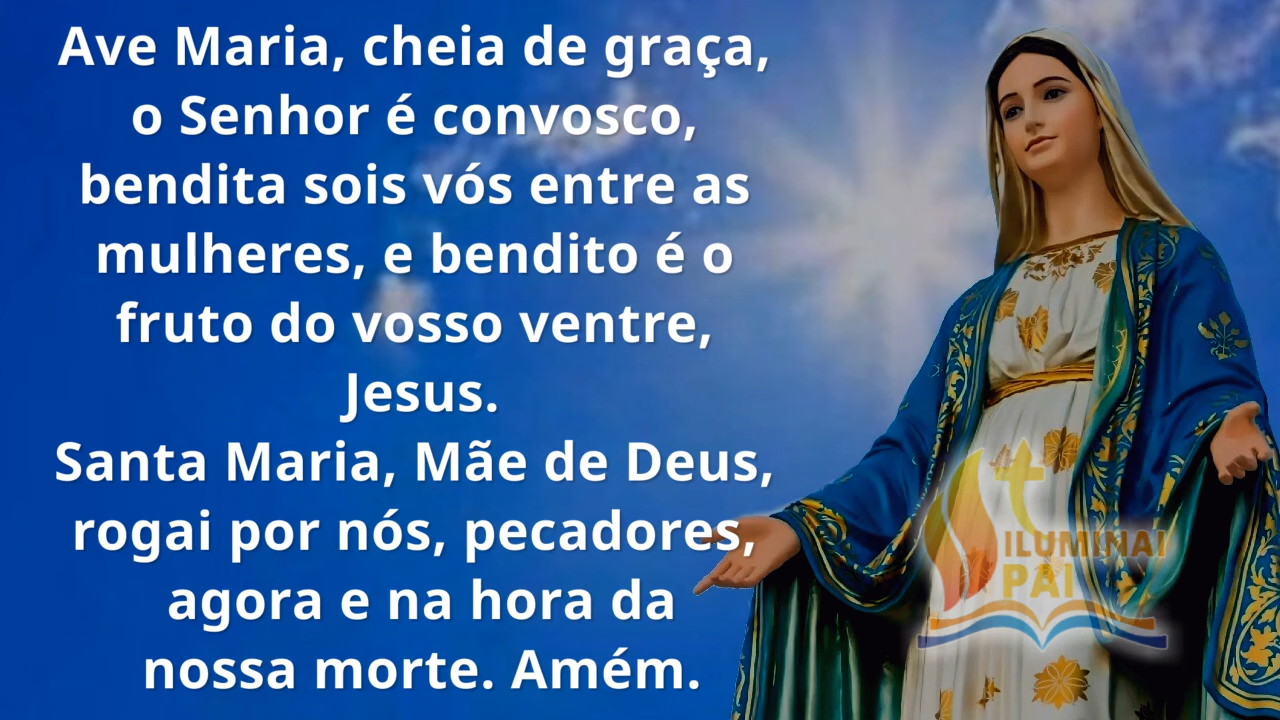 Ave Maria, cheia de graça,
o Senhor é convosco,
bendita sois vós entre as
mulheres, e bendito é o
fruto do vosso ventre,
Jesus.
Santa Maria, Mãe de Deus,
rogai por nós, pecadores,
agora e na hora da
nossa morte. Amém.
ILUMINAI
PAI